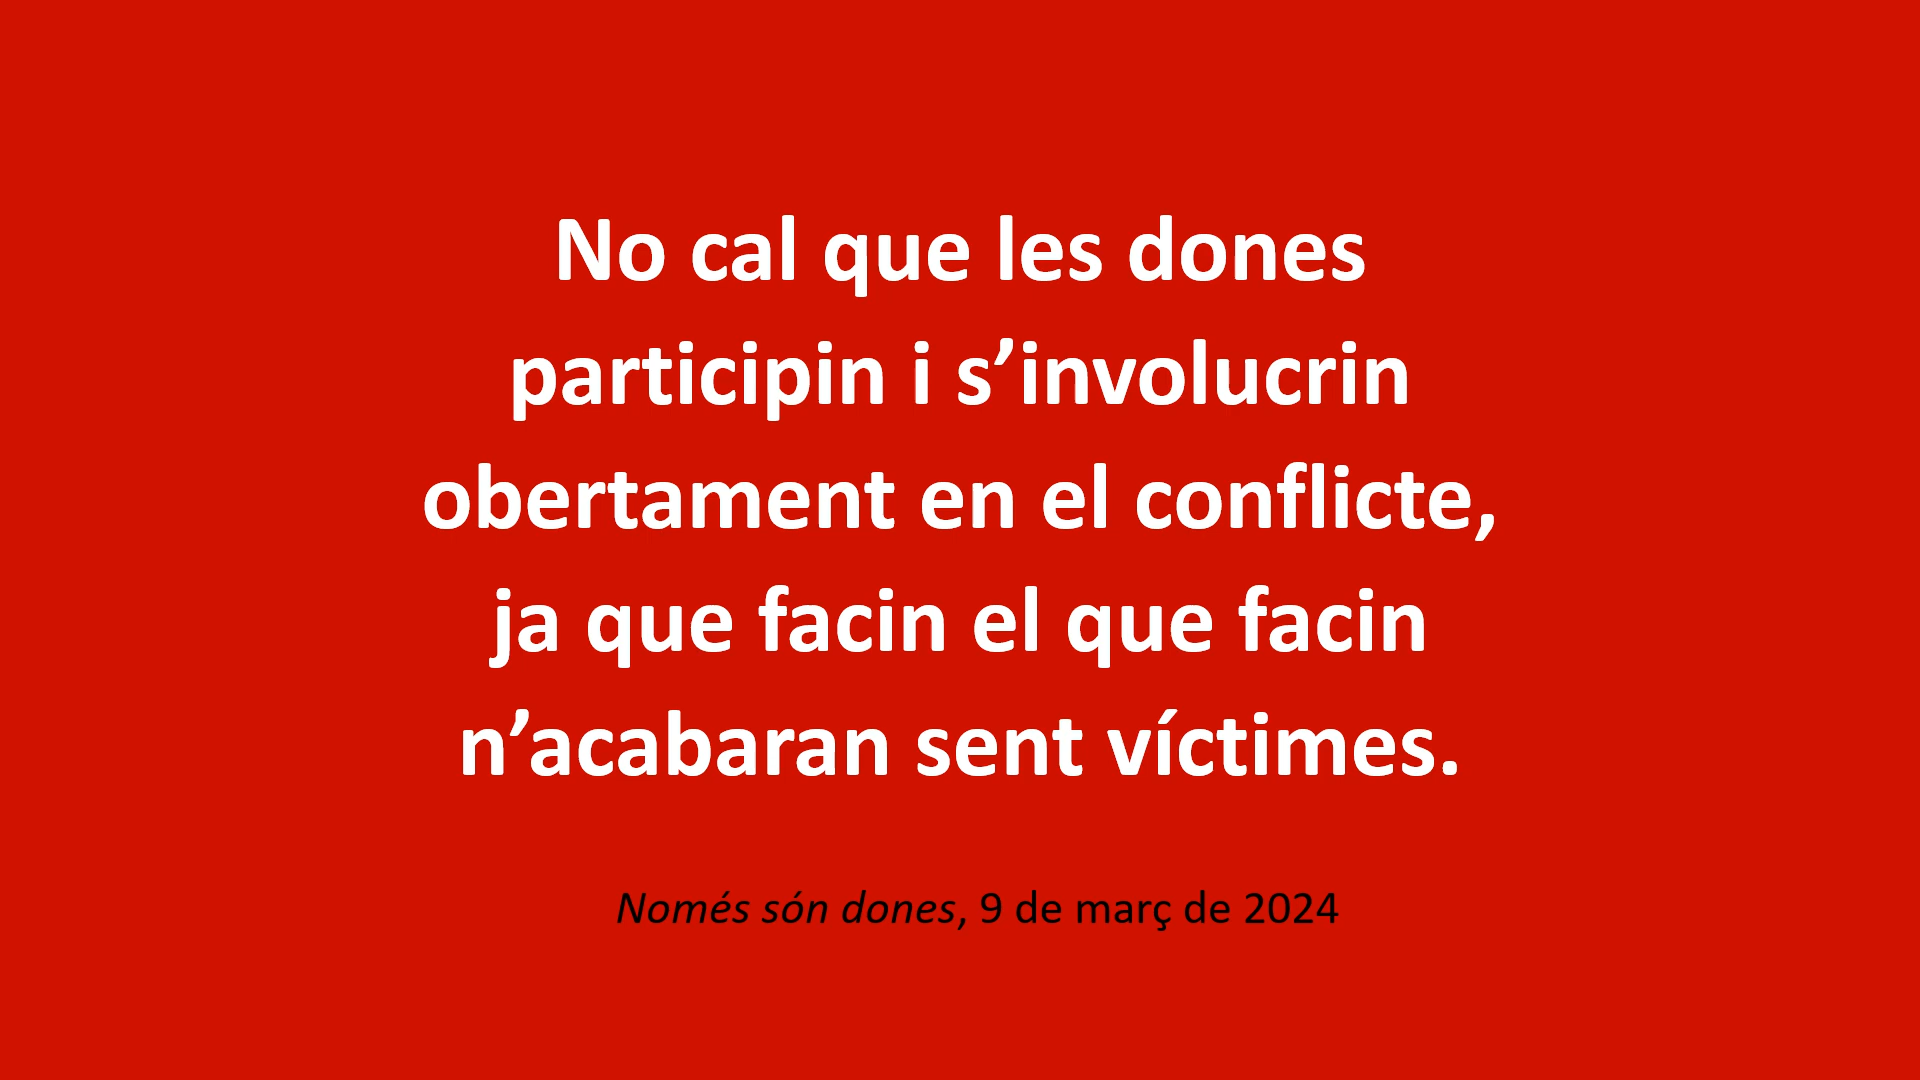 No cal que les dones
participin i s’involucrin
obertament en el conflicte,
ja que facin el que facin
n’acabaran sent víctimes.
Només són dones, 9 de març de 2024